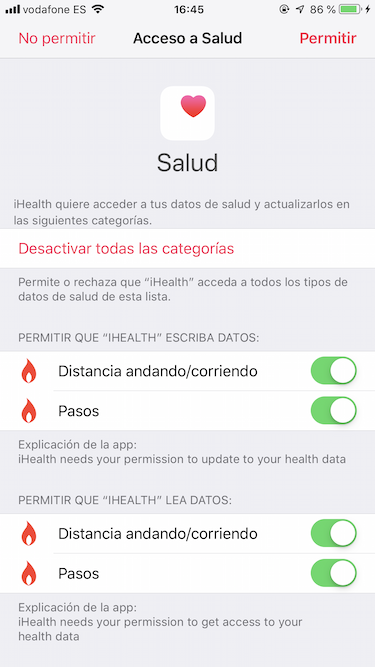 vodafone ES 16:45 86 %
No permitir Acceso a Salud Permitir
Salud
iHealth quiere acceder a tus datos de salud y actualizarlos en
las siguientes categorías.
Desactivar todas las categorías
Permite o rechaza que “iHealth” acceda a todos los tipos de
datos de salud de esta lista.
PERMITIR QUE “IHEALTH” ESCRIBA DATOS:
Distancia andando/corriendo
Pasos
Explicación de la app:
iHealth needs your permission to update to your health data
PERMITIR QUE “IHEALTH” LEA DATOS:
Distancia andando/corriendo
Pasos
Explicación de la app:
iHealth needs your permission to get access to your
health data